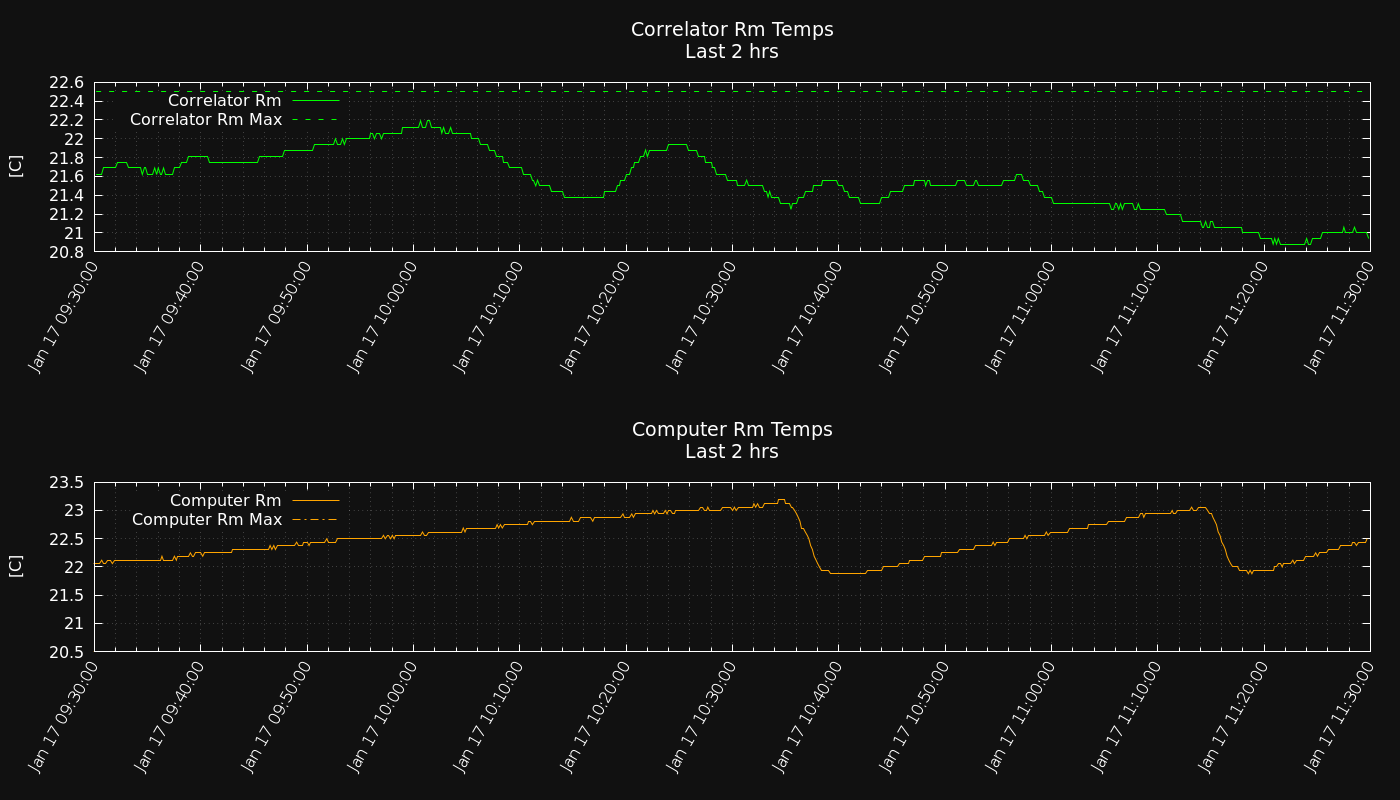 Correlator Rm Temps
Last 2 hrs
22.6
22.4
22.2
22
21.8
21.6
21.4
21.2
21
20.8
[C]
Correlator Rm
Correlator Rm Max
Jan 17 09:30:00
Jan 17 09:40:00
Jan 17 09:50:00
Jan 17 10:00:00
Jan 17 10:10:00
Jan 17 10:20:00
Jan 17 10:30:00
Jan 17 10:40:00
Jan 17 10:50:00
Jan 17 11:00:00
Jan 17 11:10:00
Jan 17 11:20:00
Jan 17 11:30:00
Computer Rm Temps
Last 2 hrs
23.5
23
22.5
22
21.5
21
20.5
[C]
Computer Rm
Computer Rm Max
Jan 17 09:30:00
Jan 17 09:40:00
Jan 17 09:50:00
Jan 17 10:00:00
Jan 17 10:10:00
Jan 17 10:20:00
Jan 17 10:30:00
Jan 17 10:40:00
Jan 17 10:50:00
Jan 17 11:00:00
Jan 17 11:10:00
Jan 17 11:20:00
Jan 17 11:30:00